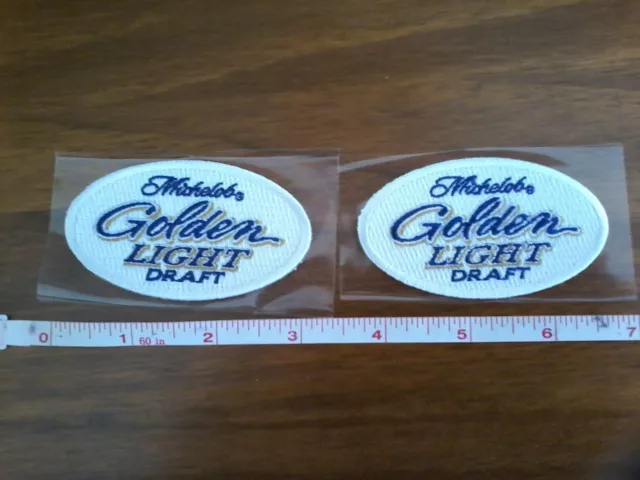 Michelob®
Golden
LIGHT
DRAFT
Michelob®
Golden
LIGHT
DRAFT
0 1 60 in 2 3 4 5 6 7